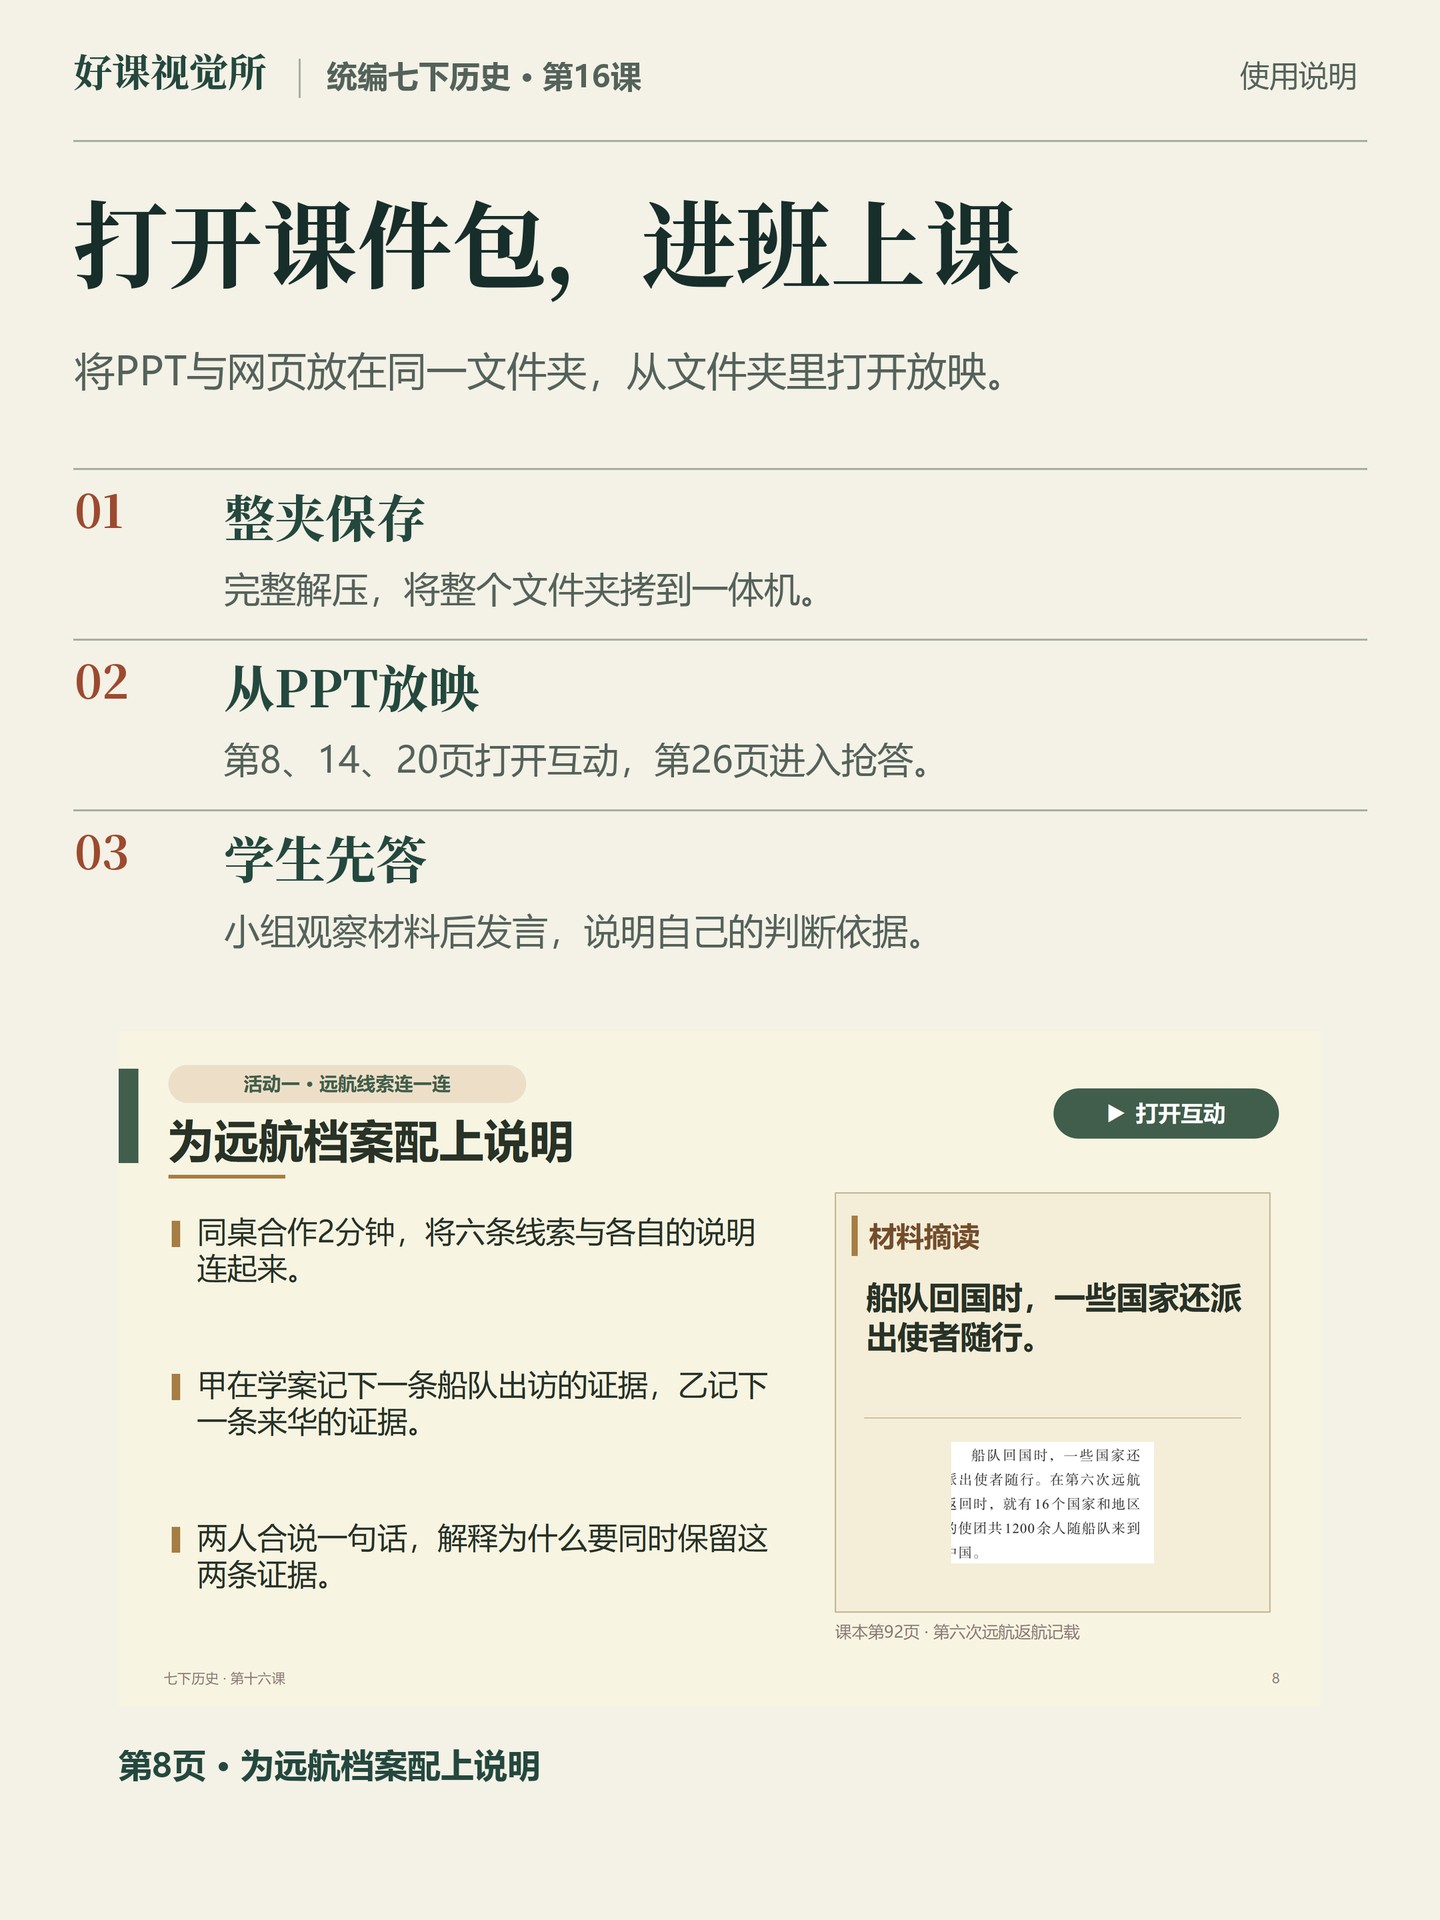 好课视觉所
统编七下历史·第16课
使用说明
打开课件包，进班上课
将PPT与网页放在同一文件夹，从文件夹里打开放映。
01
整夹保存
完整解压，将整个文件夹拷到一体机。
02
从PPT放映
第8、14、20页打开互动，第26页进入抢答。
03
学生先答
小组观察材料后发言，说明自己的判断依据。
活动一·远航线索连一连
为远航档案配上说明
▶ 打开互动
同桌合作2分钟，将六条线索与各自的说明
连起来。
甲在学案记下一条船队出访的证据，乙记下
一条来华的证据。
两人合说一句话，解释为什么要同时保留这
两条证据。
材料摘读
船队回国时，一些国家还派
出使者随行。
船队回国时，一些国家还
出使者随行。在第六次远航
回时，就有16个国家和地区
使团共1200余人随船队来到
国。
课本第92页·第六次远航返航记载
七下历史·第十六课
8
第8页·为远航档案配上说明